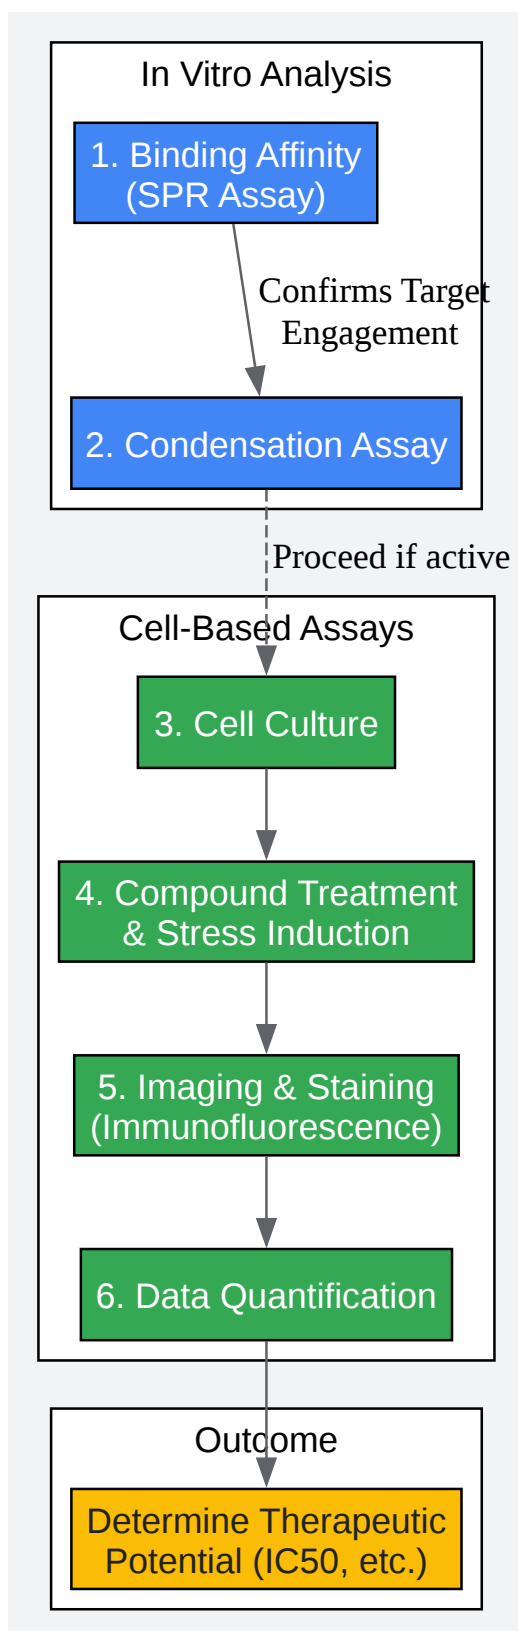 In Vitro Analysis
1. Binding Affinity
(SPR Assay)
Confirms Target
Engagement
2. Condensation Assay
Proceed if active
Cell-Based Assays
3. Cell Culture
4. Compound Treatment
& Stress Induction
5. Imaging & Staining
(Immunofluorescence)
6. Data Quantification
Outcome
Determine Therapeutic
Potential (IC50, etc.)